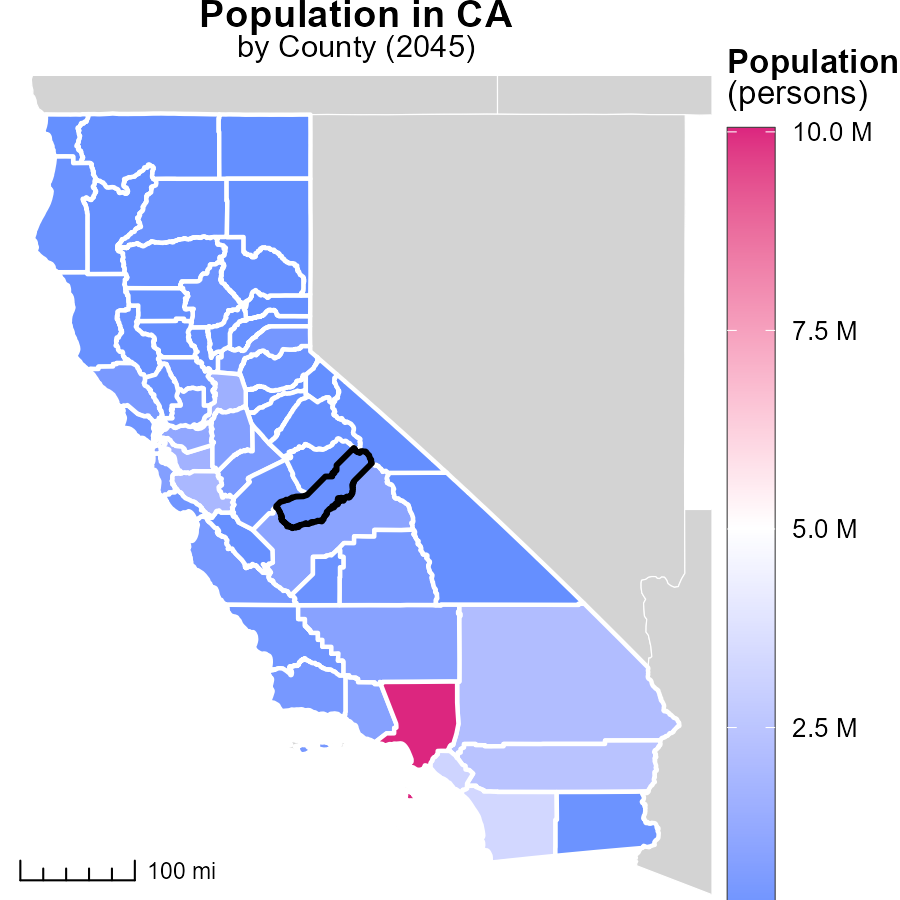 Population in CA
by County (2045)
Population
(persons)
10.0 M
7.5 M
5.0 M
2.5 M
100 mi